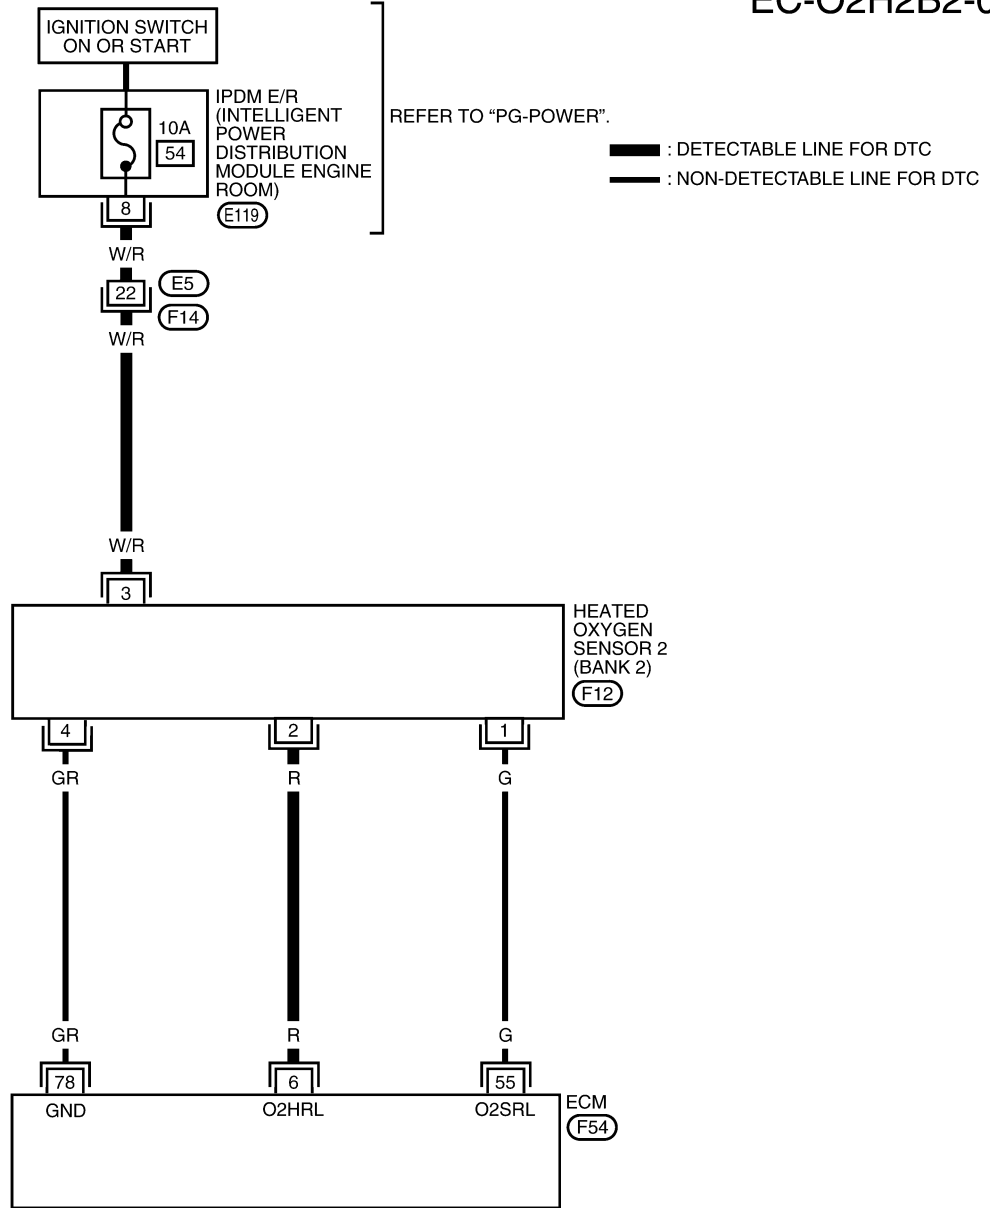 EC-O2H2B2-0
IGNITION SWITCH
ON OR START
IPDM E/R
(INTELLIGENT
POWER
DISTRIBUTION
MODULE ENGINE
ROOM)
E119
10A
54
REFER TO “PG-POWER”.
: DETECTABLE LINE FOR DTC
: NON-DETECTABLE LINE FOR DTC
8
W/R
22
E5
F14
W/R
W/R
3
HEATED
OXYGEN
SENSOR 2
(BANK 2)
F12
4 2 1
GR R G
GR R G
78 6 55
GND O2HRL O2SRL
ECM
F54